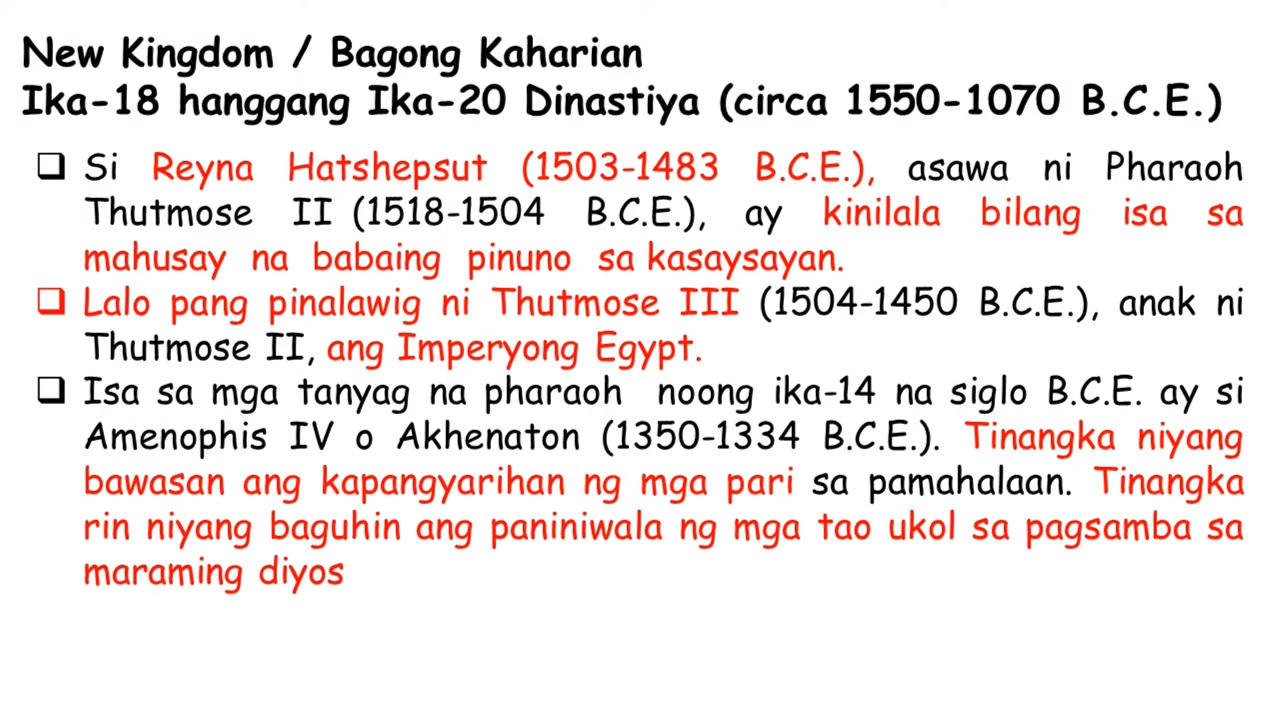 New Kingdom / Bagong Kaharian
Ika-18 hanggang Ika-20 Dinastiya (circa 1550-1070 B.C.E.)
❑ Si Reyna Hatshepsut (1503-1483 B.C.E.), asawa ni Pharaoh
Thutmose II (1518-1504 B.C.E.), ay kinilala bilang isa sa
mahusay na babaing pinuno sa kasaysayan.
❑ Lalo pang pinalawig ni Thutmose III (1504-1450 B.C.E.), anak ni
Thutmose II, ang Imperyong Egypt.
❑ Isa sa mga tanyag na pharaoh noong ika-14 na siglo B.C.E. ay si
Amenophis IV o Akhenaton (1350-1334 B.C.E.). Tinangka niyang
bawasan ang kapangyarihan ng mga pari sa pamahalaan. Tinangka
rin niyang baguhin ang paniniwala ng mga tao ukol sa pagsamba sa
maraming diyos